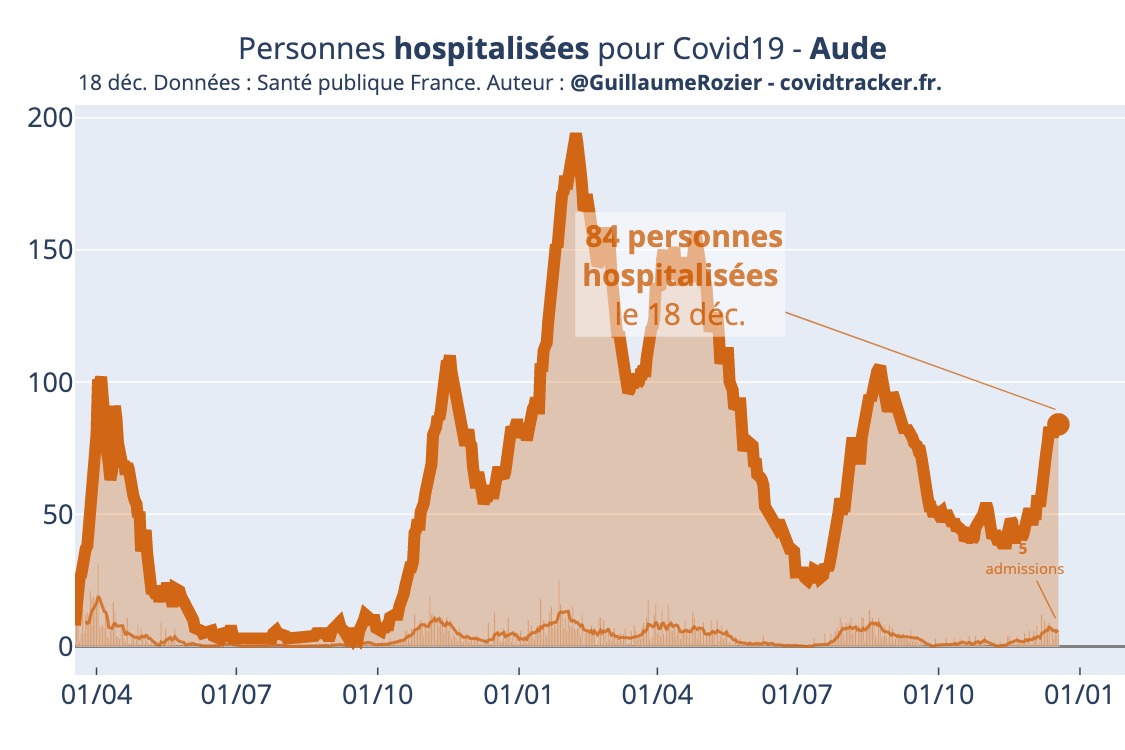 Personnes hospitalisées pour Covid19 - Aude
18 déc. Données : Santé publique France. Auteur : @GuillaumeRozier - covidtracker.fr.
200
150
100
50
0
84 personnes
hospitalisées
le 18 déc.
5
admissions
01/04 01/07 01/10 01/01 01/04 01/07 01/10 01/01